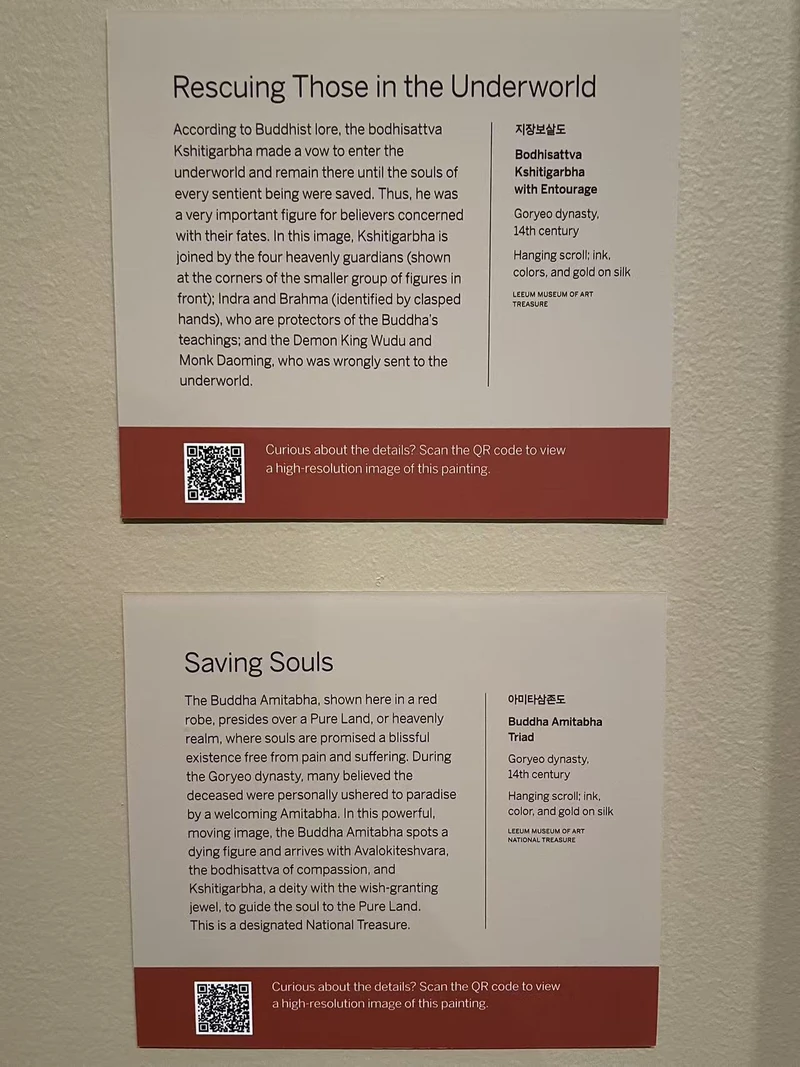 Rescuing Those in the Underworld
According to Buddhist lore, the bodhisattva
Kshitigarbha made a vow to enter the
underworld and remain there until the souls of
every sentient being were saved. Thus, he was
a very important figure for believers concerned
with their fates. In this image, Kshitigarbha is
joined by the four heavenly guardians (shown
at the corners of the smaller group of figures in
front); Indra and Brahma (identified by clasped
hands), who are protectors of the Buddha's
teachings; and the Demon King Wudu and
Monk Daoming, who was wrongly sent to the
underworld.
지장보살도
Bodhisattva
Kshitigarbha
with Entourage
Goryeo dynasty,
14th century
Hanging scroll; ink,
colors, and gold on silk
LEEUM MUSEUM OF ART
TREASURE
Curious about the details? Scan the QR code to view
a high-resolution image of this painting.
Saving Souls
The Buddha Amitabha, shown here in a red
robe, presides over a Pure Land, or heavenly
realm, where souls are promised a blissful
existence free from pain and suffering. During
the Goryeo dynasty, many believed the
deceased were personally ushered to paradise
by a welcoming Amitabha. In this powerful,
moving image, the Buddha Amitabha spots a
dying figure and arrives with Avalokiteshvara,
the bodhisattva of compassion, and
Kshitigarbha, a deity with the wish-granting
jewel, to guide the soul to the Pure Land.
This is a designated National Treasure.
아미타삼존도
Buddha Amitabha
Triad
Goryeo dynasty,
14th century
Hanging scroll; ink,
color, and gold on silk
LEEUM MUSEUM OF ART
NATIONAL TREASURE
Curious about the details? Scan the QR code to view
a high-resolution image of this painting.